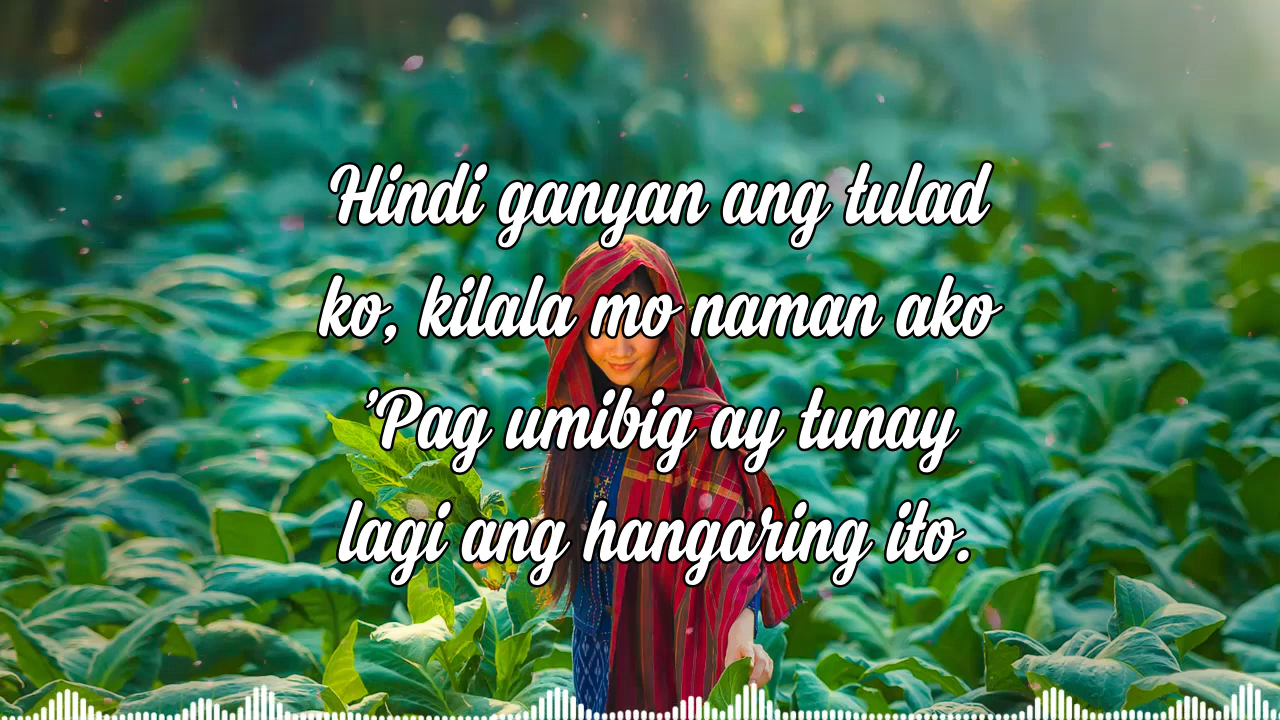 Hindi ganyan ang tulad
ko, kilala mo naman ako
'Pag umibig ay tunay
lagi ang hangaring ito.